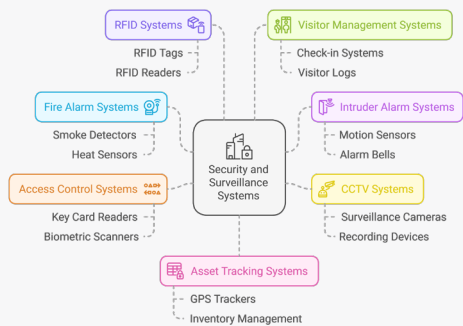 RFID Systems
RFID Tags
RFID Readers
Visitor Management Systems
Check-in Systems
Visitor Logs
Fire Alarm Systems
Smoke Detectors
Heat Sensors
Intruder Alarm Systems
Motion Sensors
Alarm Bells
Security and
Surveillance
Systems
Access Control Systems
Key Card Readers
Biometric Scanners
CCTV Systems
Surveillance Cameras
Recording Devices
Asset Tracking Systems
GPS Trackers
Inventory Management